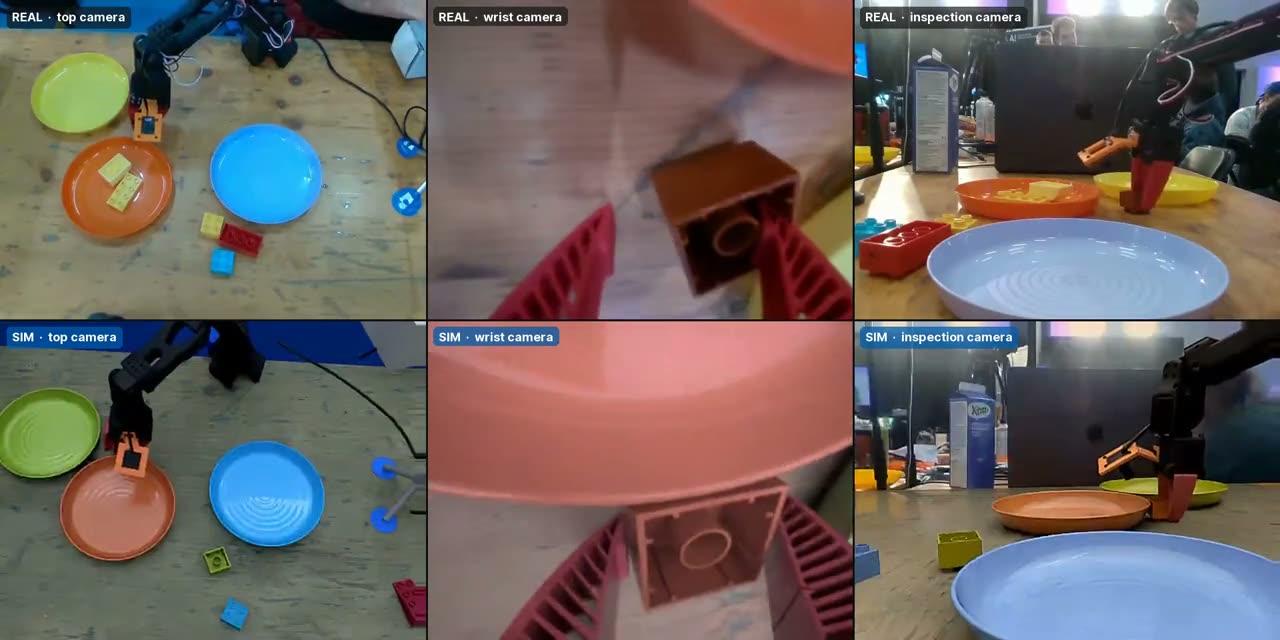 REAL · top camera
REAL · wrist camera
REAL · inspection camera
SIM · top camera
SIM · wrist camera
SIM · inspection camera